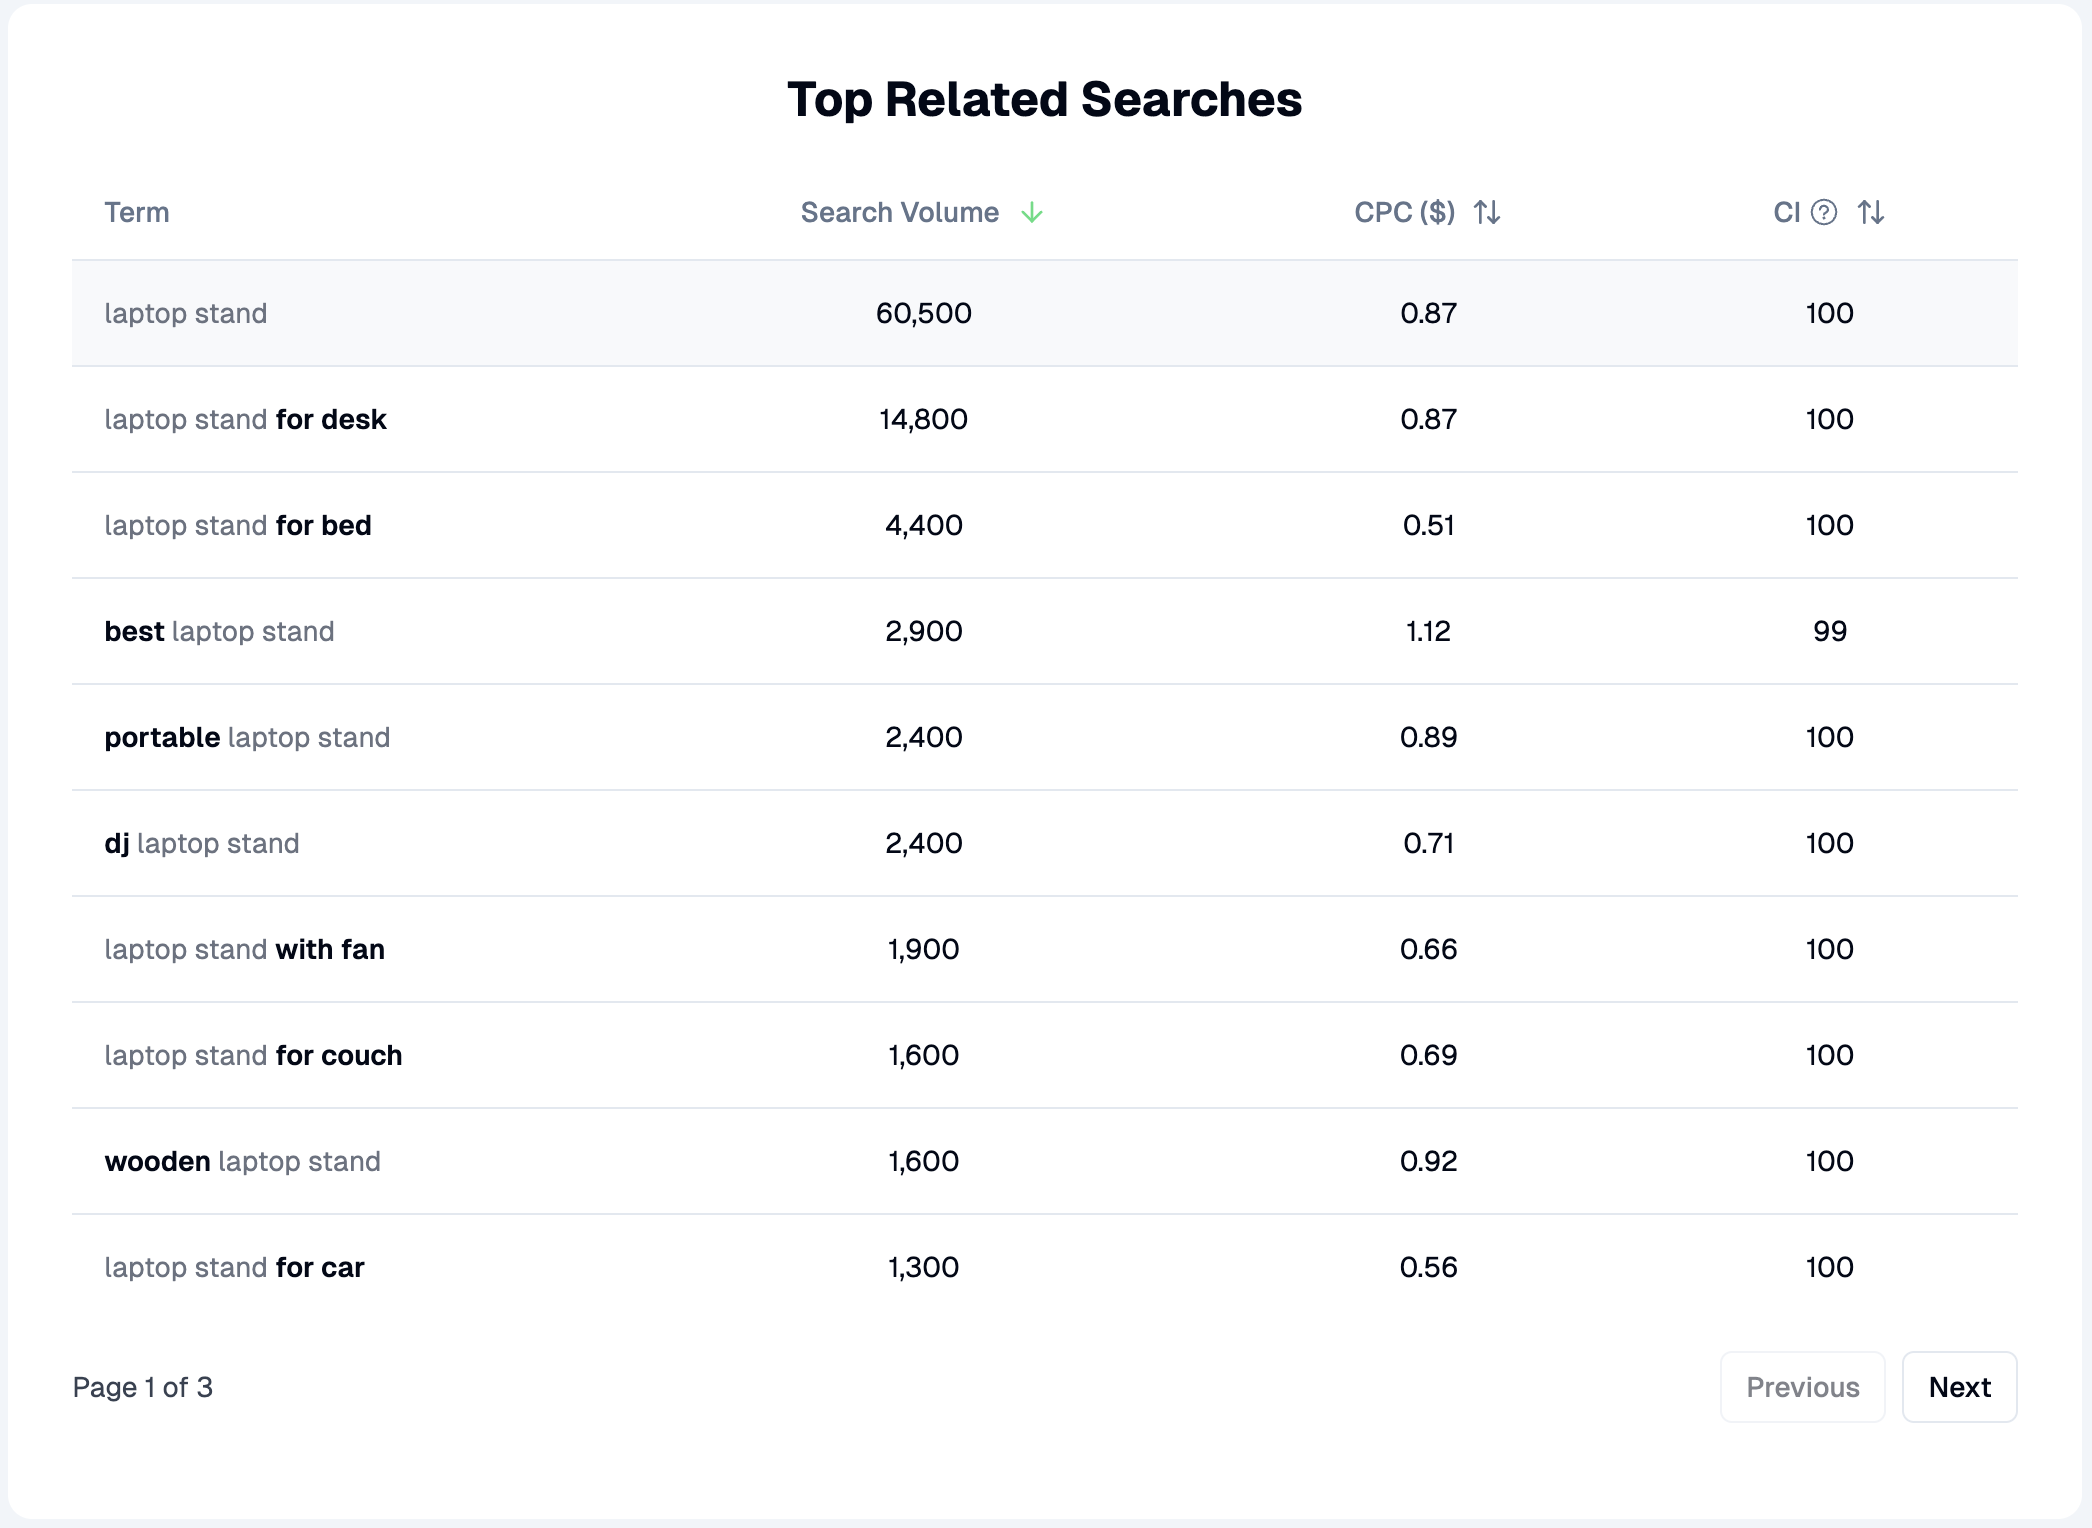 Top Related Searches
Term Search Volume ↓ CPC ($) ↑↓ CI ? ↑↓
laptop stand 60,500 0.87 100
laptop stand for desk 14,800 0.87 100
laptop stand for bed 4,400 0.51 100
best laptop stand 2,900 1.12 99
portable laptop stand 2,400 0.89 100
dj laptop stand 2,400 0.71 100
laptop stand with fan 1,900 0.66 100
laptop stand for couch 1,600 0.69 100
wooden laptop stand 1,600 0.92 100
laptop stand for car 1,300 0.56 100
Page 1 of 3 Previous Next